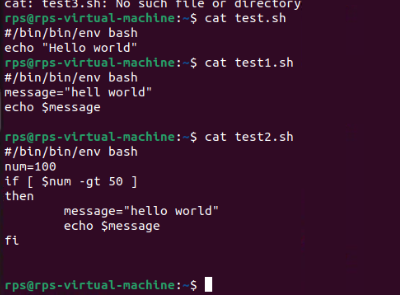 cat: test3.sh: No such file or directory
rps@rps-virtual-machine:~$ cat test.sh
#/bin/bin/env bash
echo "Hello world"
rps@rps-virtual-machine:~$ cat test1.sh
#/bin/bin/env bash
message="hell world"
echo $message
rps@rps-virtual-machine:~$ cat test2.sh
#/bin/bin/env bash
num=100
if [ $num -gt 50 ]
then
        message="hello world"
        echo $message
fi
rps@rps-virtual-machine:~$